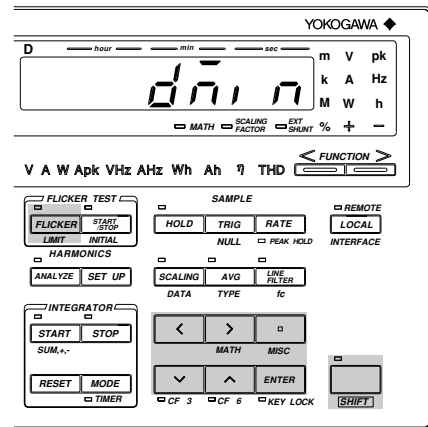 YOKOGAWA
D hour min sec
m V pk
k A Hz
dmin
M W h
MATH SCALING FACTOR EXT SHUNT % + −
V A W Apk VHz AHz Wh Ah η THD < FUNCTION >
FLICKER TEST SAMPLE
REMOTE
FLICKER START/STOP HOLD TRIG RATE LOCAL
LIMIT INITIAL NULL PEAK HOLD INTERFACE
HARMONICS
ANALYZE SET UP SCALING AVG LINE FILTER
DATA TYPE fc
INTEGRATOR
START STOP < >
SUM,+,- MATH MISC
RESET MODE ENTER
TIMER CF 3 CF 6 KEY LOCK SHIFT